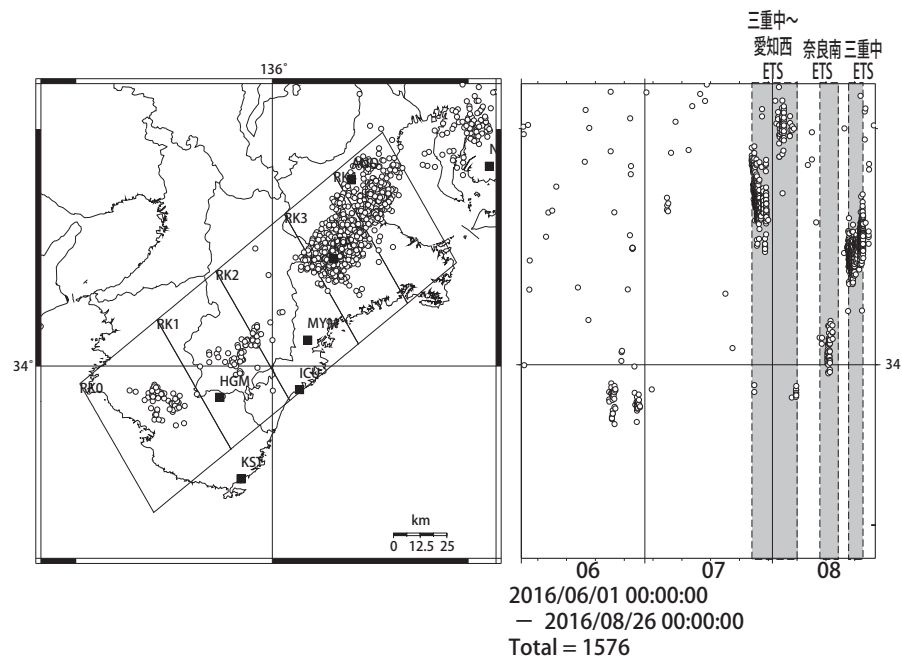 三重中～
愛知西 奈良南 三重中
ETS ETS ETS
136°
N
RK3
RK2
RK1
MYM
34°
HGM
RK0
KST
km
0 12.5 25
34
06 07 08
2016/06/01 00:00:00
－ 2016/08/26 00:00:00
Total = 1576